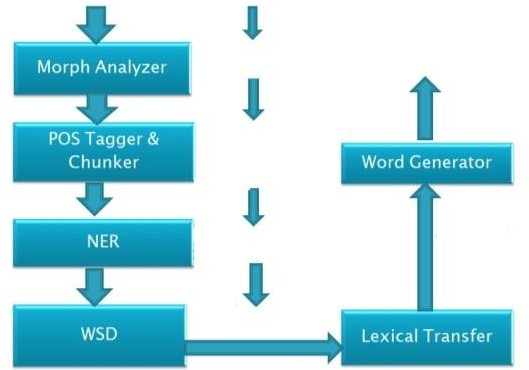 Morph Analyzer
POS Tagger &
Chunker
NER
WSD
Word Generator
Lexical Transfer